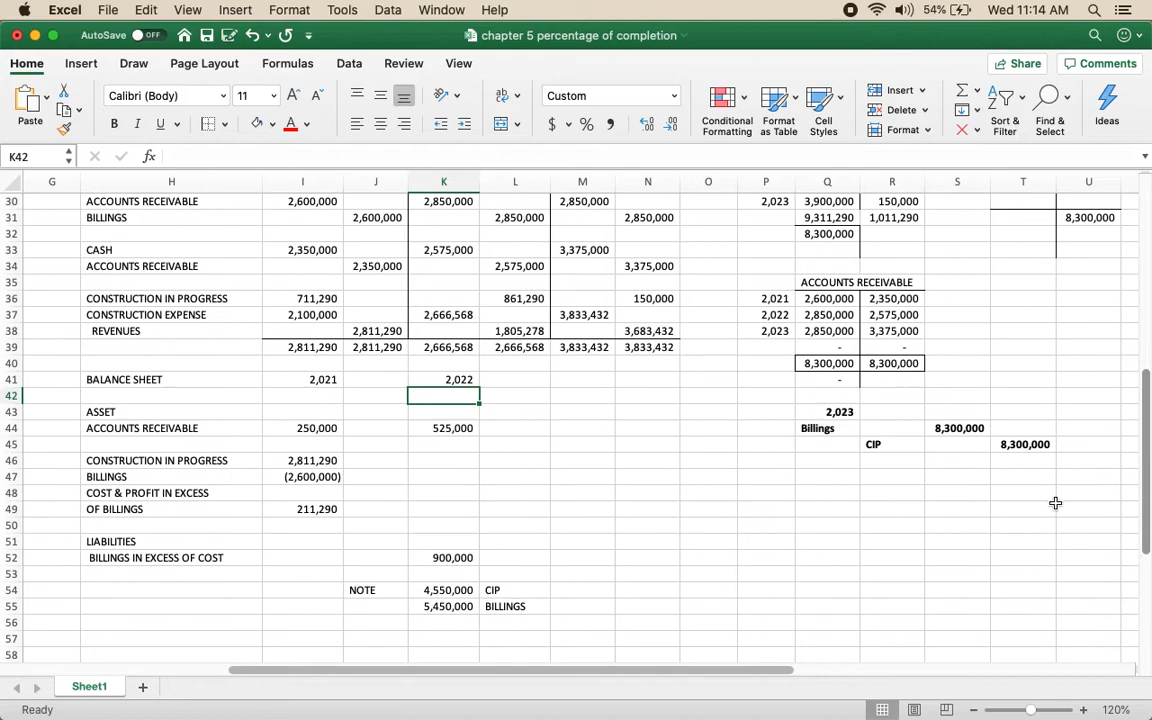 Excel File Edit View Insert Format Tools Data Window Help 54% Wed 11:14 AM
AutoSave OFF chapter 5 percentage of completion
Home Insert Draw Page Layout Formulas Data Review View Share Comments
Paste Calibri (Body) 11 A A ab Custom Conditional Formatting Format as Table Cell Styles Insert Delete Format Sort & Filter Find & Select Ideas
B I U A $ % 9 .00 .0
K42 fx
G H I J K L M N O P Q R S T U
30 ACCOUNTS RECEIVABLE 2,600,000 2,850,000 2,850,000 2,023 3,900,000 150,000
31 BILLINGS 2,600,000 2,850,000 2,850,000 9,311,290 1,011,290 8,300,000
32 8,300,000
33 CASH 2,350,000 2,575,000 3,375,000
34 ACCOUNTS RECEIVABLE 2,350,000 2,575,000 3,375,000
35 ACCOUNTS RECEIVABLE
36 CONSTRUCTION IN PROGRESS 711,290 861,290 150,000 2,021 2,600,000 2,350,000
37 CONSTRUCTION EXPENSE 2,100,000 2,666,568 3,833,432 2,022 2,850,000 2,575,000
38 REVENUES 2,811,290 1,805,278 3,683,432 2,023 2,850,000 3,375,000
39 2,811,290 2,811,290 2,666,568 2,666,568 3,833,432 3,833,432 - -
40 8,300,000 8,300,000
41 BALANCE SHEET 2,021 2,022 -
42
43 ASSET 2,023
44 ACCOUNTS RECEIVABLE 250,000 525,000 Billings 8,300,000
45 CIP 8,300,000
46 CONSTRUCTION IN PROGRESS 2,811,290
47 BILLINGS (2,600,000)
48 COST & PROFIT IN EXCESS
49 OF BILLINGS 211,290
50
51 LIABILITIES
52 BILLINGS IN EXCESS OF COST 900,000
53
54 NOTE 4,550,000 CIP
55 5,450,000 BILLINGS
56
57
58
Sheet1 +
Ready 120%